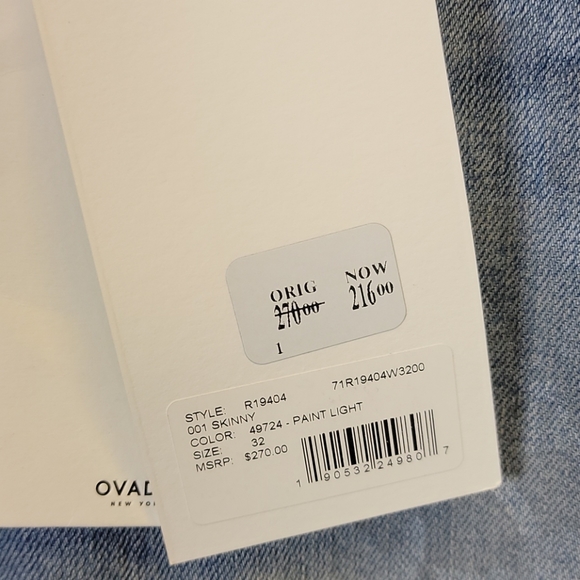 ORIG NOW
270 00 216 00
1
STYLE: R19404 71R19404W3200
001 SKINNY
COLOR: 49724 - PAINT LIGHT
SIZE: 32
MSRP: $270.00
1 90532 24980 7
OVAD
NEW YO